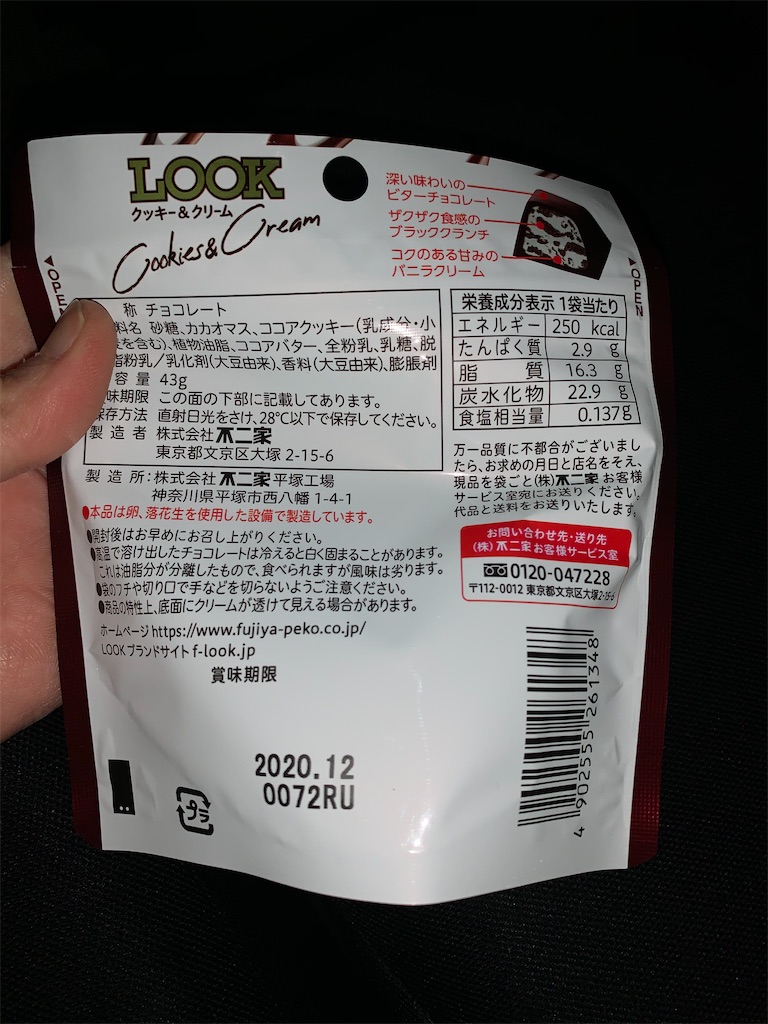 LOOK
クッキー&クリーム
Cookies&Cream
深い味わいの
ビターチョコレート
ザクザク食感の
ブラッククランチ
コクのある甘みの
バニラクリーム
◀OPE
◀OPEN
称 チョコレート
料名 砂糖、カカオマス、ココアクッキー(乳成分・小
を含む)、植物油脂、ココアバター、全粉乳、乳糖、脱
脂粉乳/乳化剤(大豆由来)、香料(大豆由来)、膨脹剤
容量 43g
味期限 この面の下部に記載してあります。
保存方法 直射日光をさけ、28℃以下で保存してください。
製造者 株式会社不二家
東京都文京区大塚 2-15-6
製造所:株式会社不二家平塚工場
神奈川県平塚市西八幡 1-4-1
●本品は卵、落花生を使用した設備で製造しています。
●開封後はお早めにお召し上がりください。
●高温で溶け出したチョコレートは冷えると白く固まることがあります。
これは油脂分が分離したもので、食べられますが風味は劣ります。
●袋のフチや切り口で手などを切らないようご注意ください。
●商品の特性上、底面にクリームが透けて見える場合があります。
ホームページ https://www.fujiya-peko.co.jp/
LOOKブランドサイト f-look.jp
賞味期限
2020.12
0072RU
プラ
栄養成分表示 1袋当たり
エネルギー 250 kcal
たんぱく質 2.9 g
脂質 16.3 g
炭水化物 22.9 g
食塩相当量 0.137g
万一品質に不都合がございまし
たら、お求めの月日と店名をそえ、
現品を袋ごと(株)不二家 お客様
サービス室宛にお送りください。
代品と送料をお送りいたします。
お問い合わせ先・送り先
(株)不二家お客様サービス室
0120-047228
〒112-0012 東京都文京区大塚2-15-6
4 902555 261348